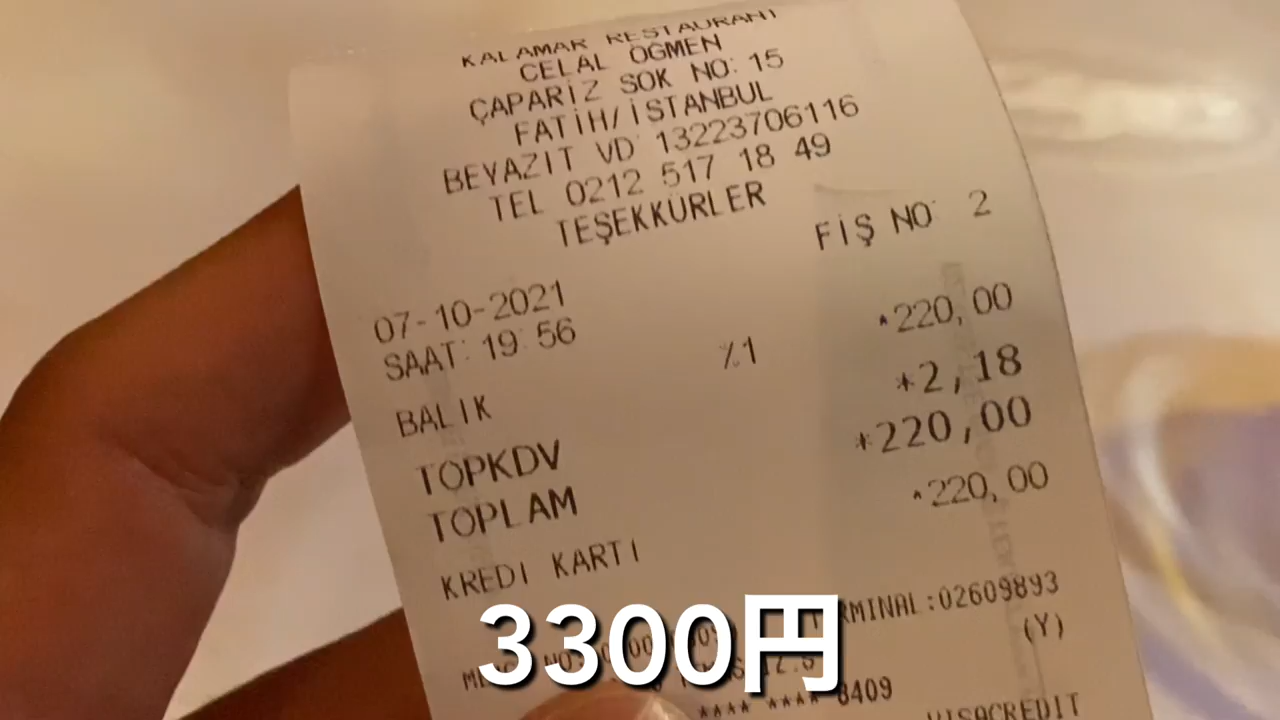 KALAMAR RESTAURANT
CELAL ÖGMEN
ÇAPARİZ SOK NO: 15
FATİH/İSTANBUL
BEYAZIT VD 13223706116
TEL 0212 517 18 49
TEŞEKKÜRLER
FİŞ NO: 2
07-10-2021
SAAT: 19:56
BALIK %1 *220,00
TOPKDV *2,18
TOPLAM *220,00
KREDI KARTI *220,00
TERMINAL:02609893
(Y)
3300円
**** **** 8409
VISACREDIT